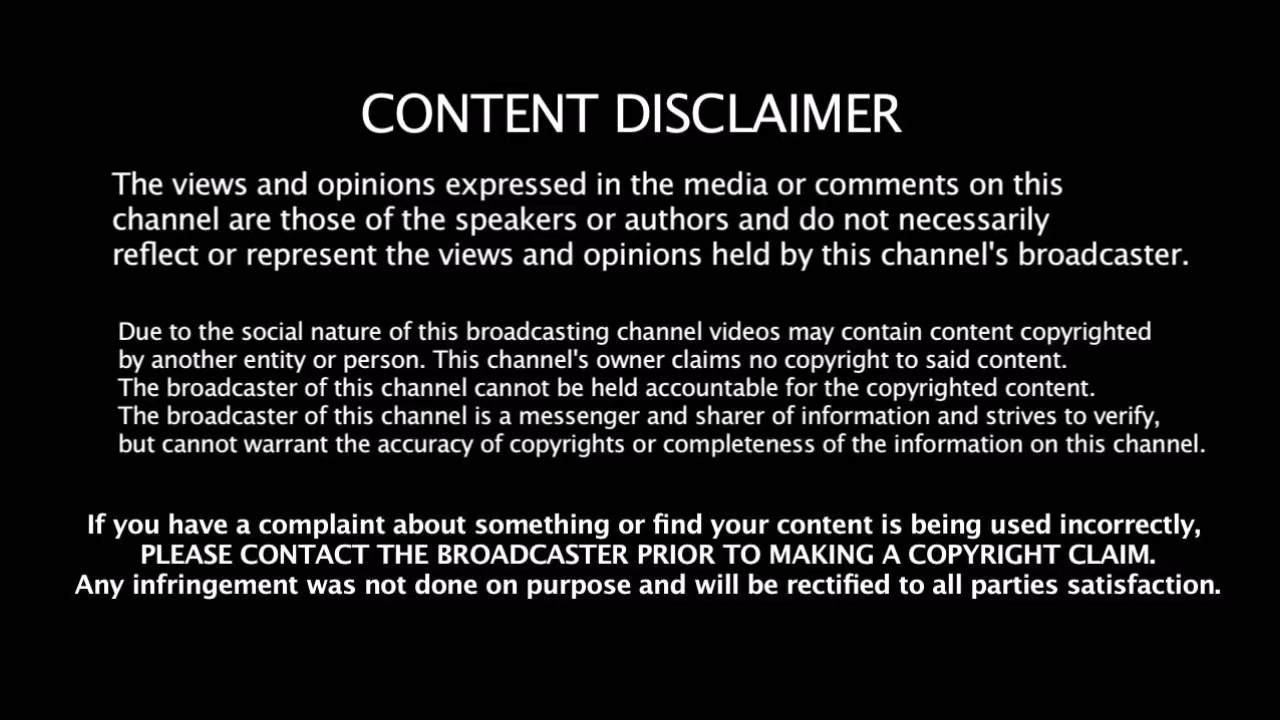 CONTENT DISCLAIMER
The views and opinions expressed in the media or comments on this
channel are those of the speakers or authors and do not necessarily
reflect or represent the views and opinions held by this channel's broadcaster.
Due to the social nature of this broadcasting channel videos may contain content copyrighted
by another entity or person. This channel's owner claims no copyright to said content.
The broadcaster of this channel cannot be held accountable for the copyrighted content.
The broadcaster of this channel is a messenger and sharer of information and strives to verify,
but cannot warrant the accuracy of copyrights or completeness of the information on this channel.
If you have a complaint about something or find your content is being used incorrectly,
PLEASE CONTACT THE BROADCASTER PRIOR TO MAKING A COPYRIGHT CLAIM.
Any infringement was not done on purpose and will be rectified to all parties satisfaction.